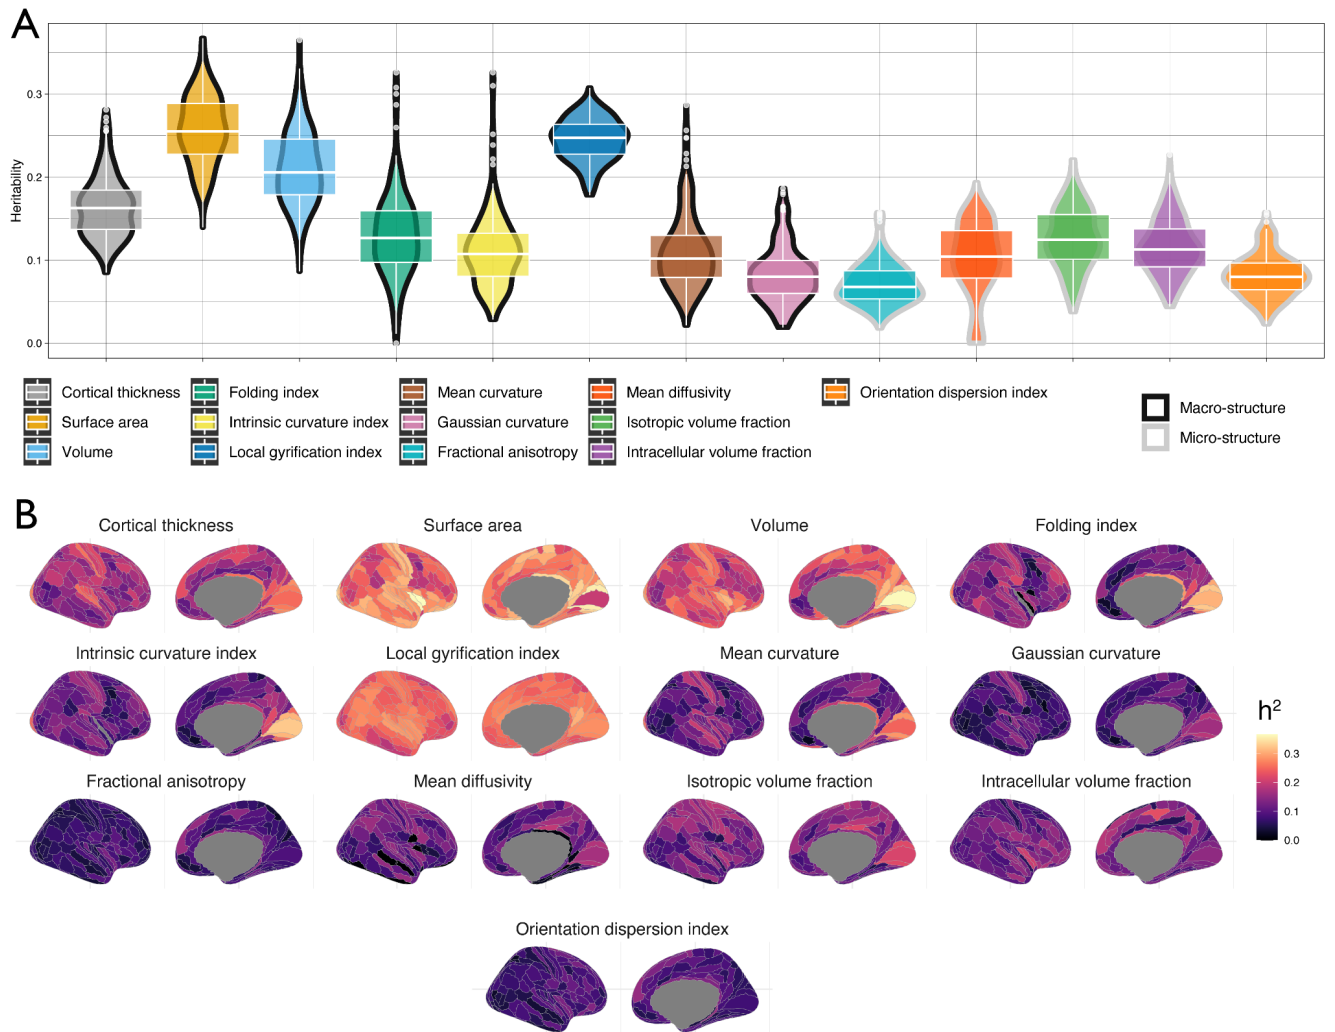 A
Heritability
0.3
0.2
0.1
0.0
Cortical thickness
Folding index
Mean curvature
Mean diffusivity
Orientation dispersion index
Surface area
Intrinsic curvature index
Gaussian curvature
Isotropic volume fraction
Volume
Local gyrification index
Fractional anisotropy
Intracellular volume fraction
Macro-structure
Micro-structure
B
Cortical thickness
Surface area
Volume
Folding index
Intrinsic curvature index
Local gyrification index
Mean curvature
Gaussian curvature
Fractional anisotropy
Mean diffusivity
Isotropic volume fraction
Intracellular volume fraction
Orientation dispersion index
h²
0.3
0.2
0.1
0.0